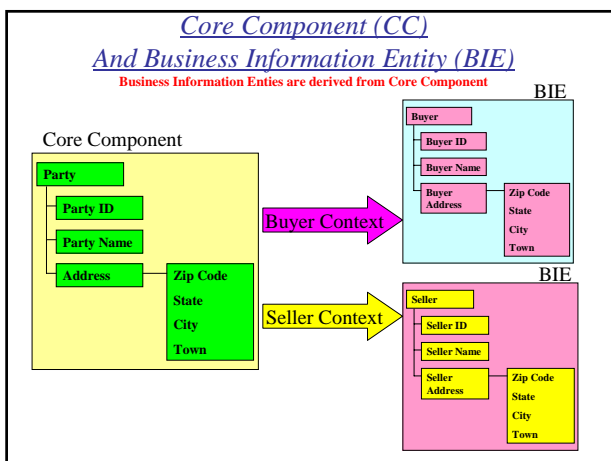 Core Component (CC)
And Business Information Entity (BIE)
Business Information Enties are derived from Core Component
Core Component
Party
Party ID
Party Name
Address
Zip Code
State
City
Town
Buyer Context
Seller Context
BIE
Buyer
Buyer ID
Buyer Name
Buyer
Address
Zip Code
State
City
Town
BIE
Seller
Seller ID
Seller Name
Seller
Address
Zip Code
State
City
Town